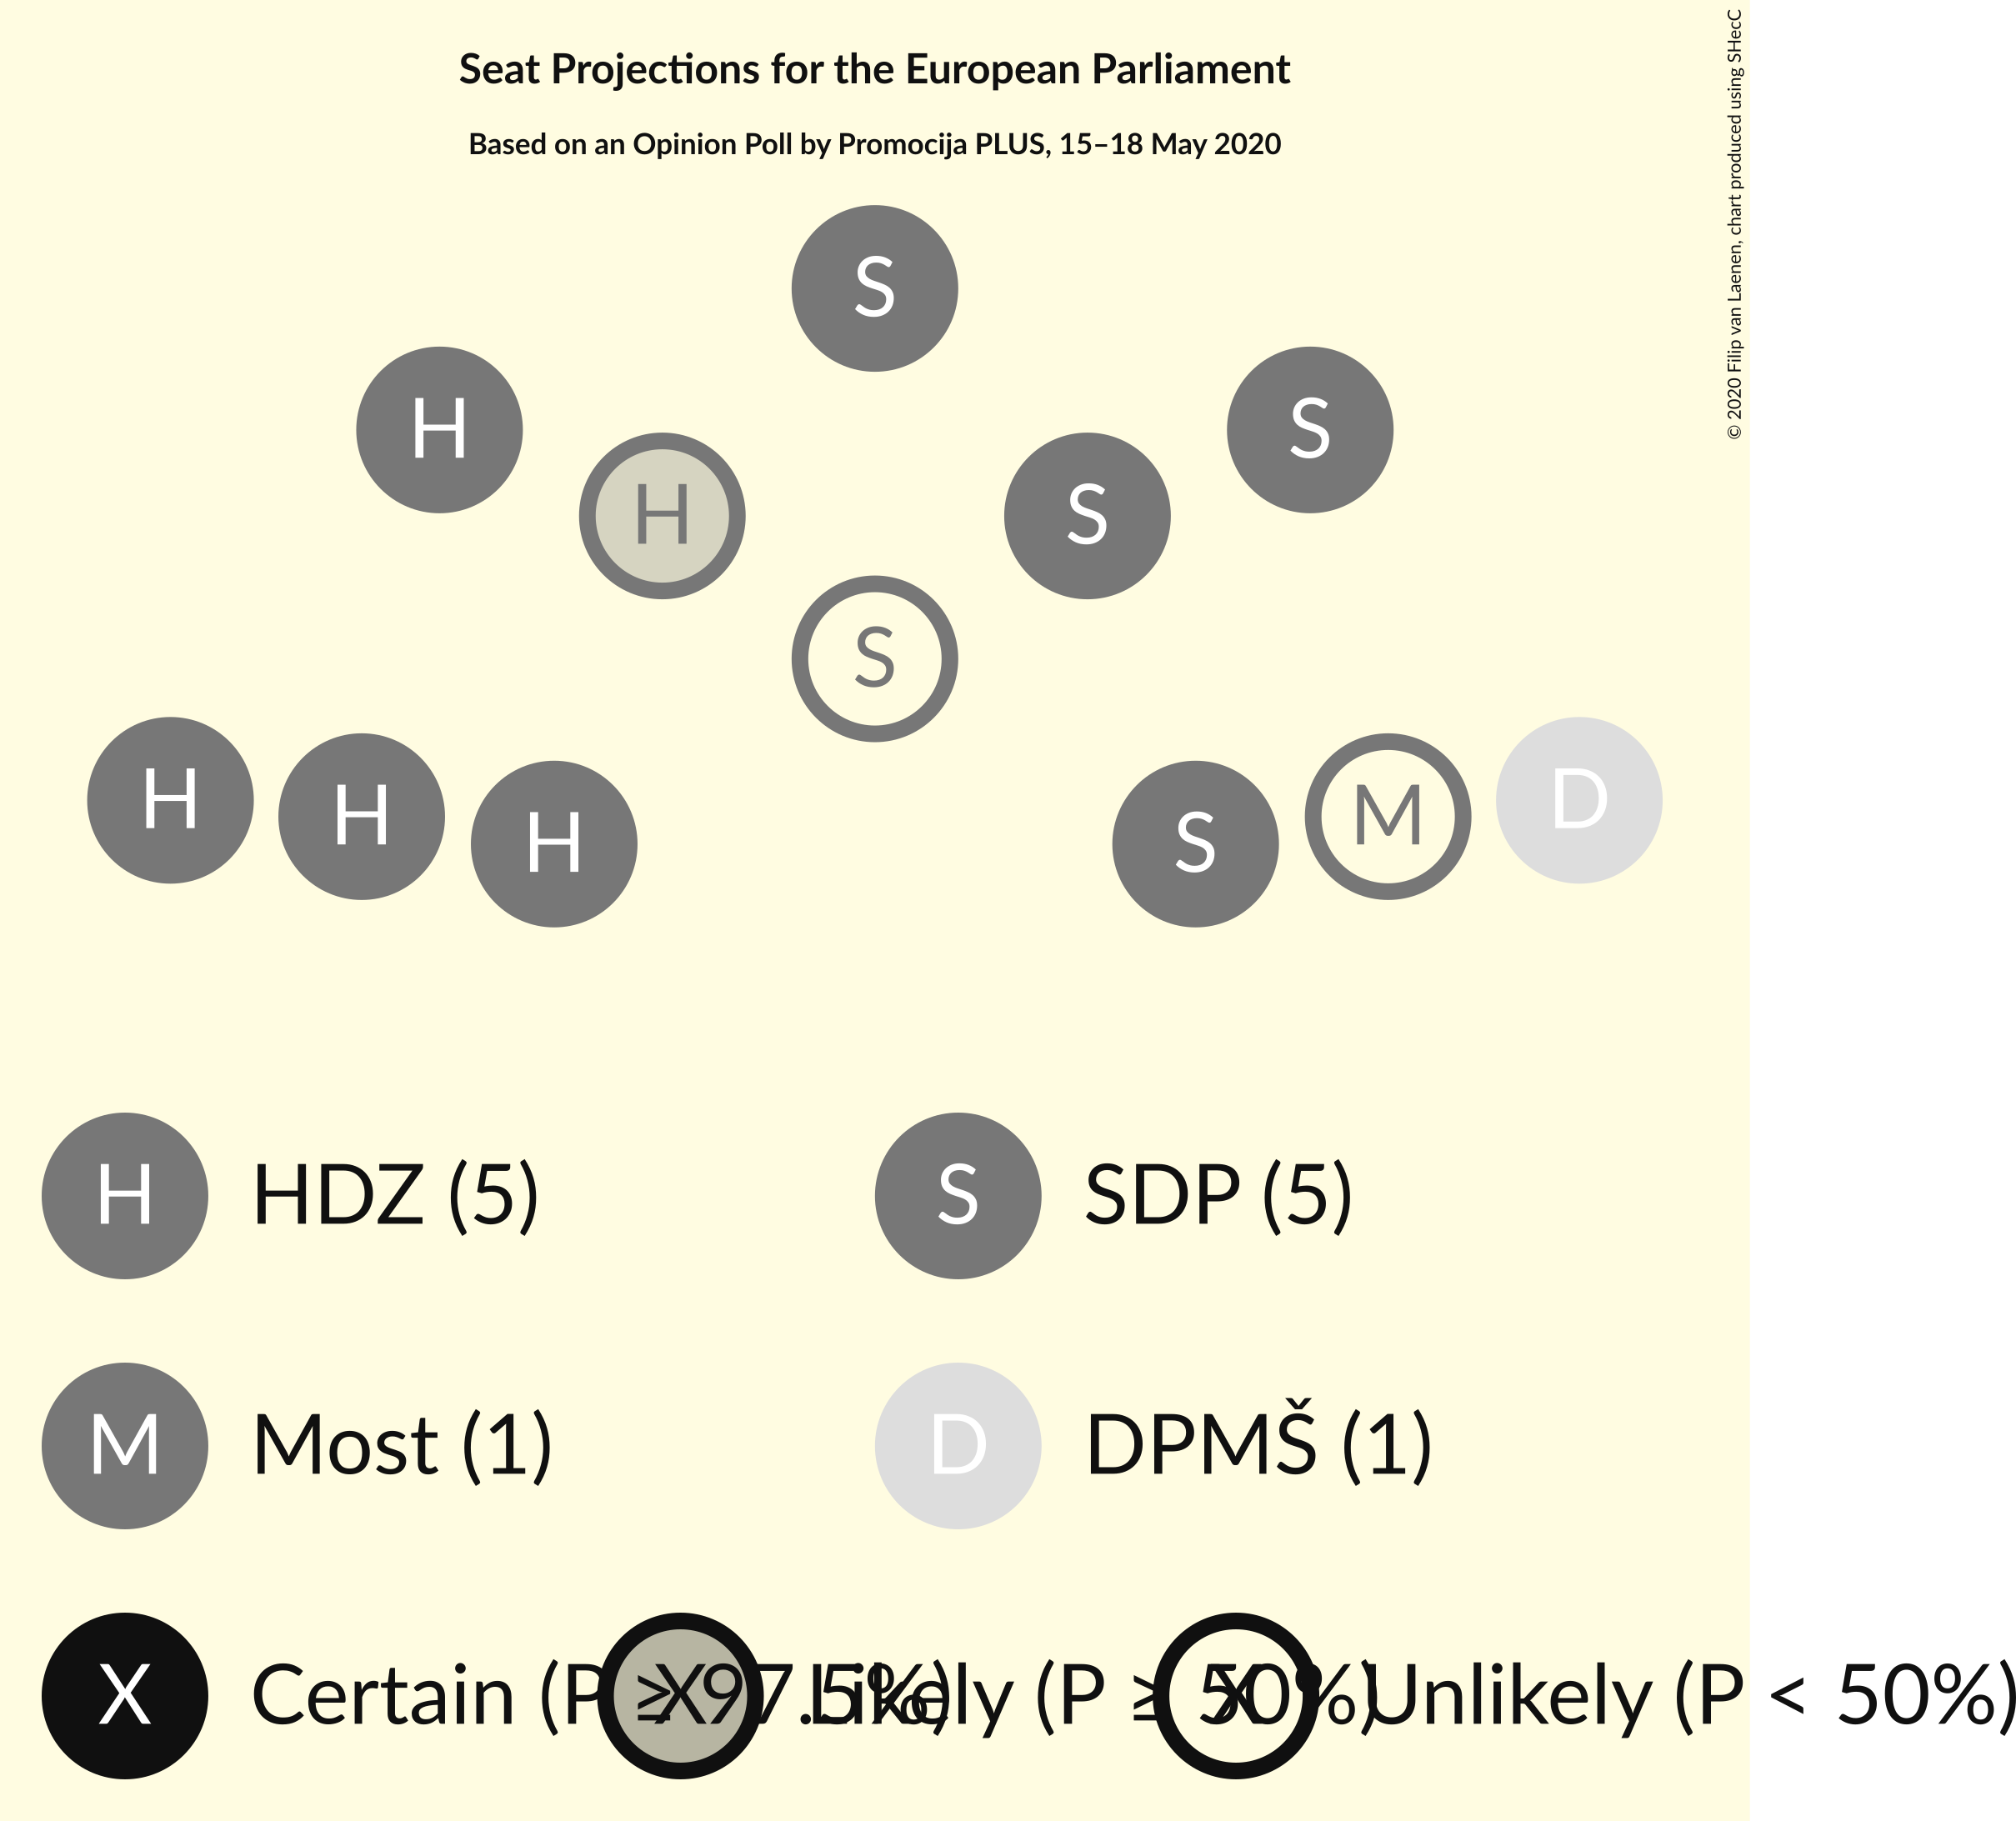 Seat Projections for the European Parliament
Based on an Opinion Poll by Promocija PLUS, 15–18 May 2020
© 2020 Filip van Laenen, chart produced using SHecC
S
H
S
H
S
S
H
H
H
S
M
D
H HDZ (5)
S SDP (5)
M Most (1)
D DPMŠ (1)
X Certain (P ≥ 97.5%)
X Likely (P ≥ 50%)
X Unlikely (P < 50%)